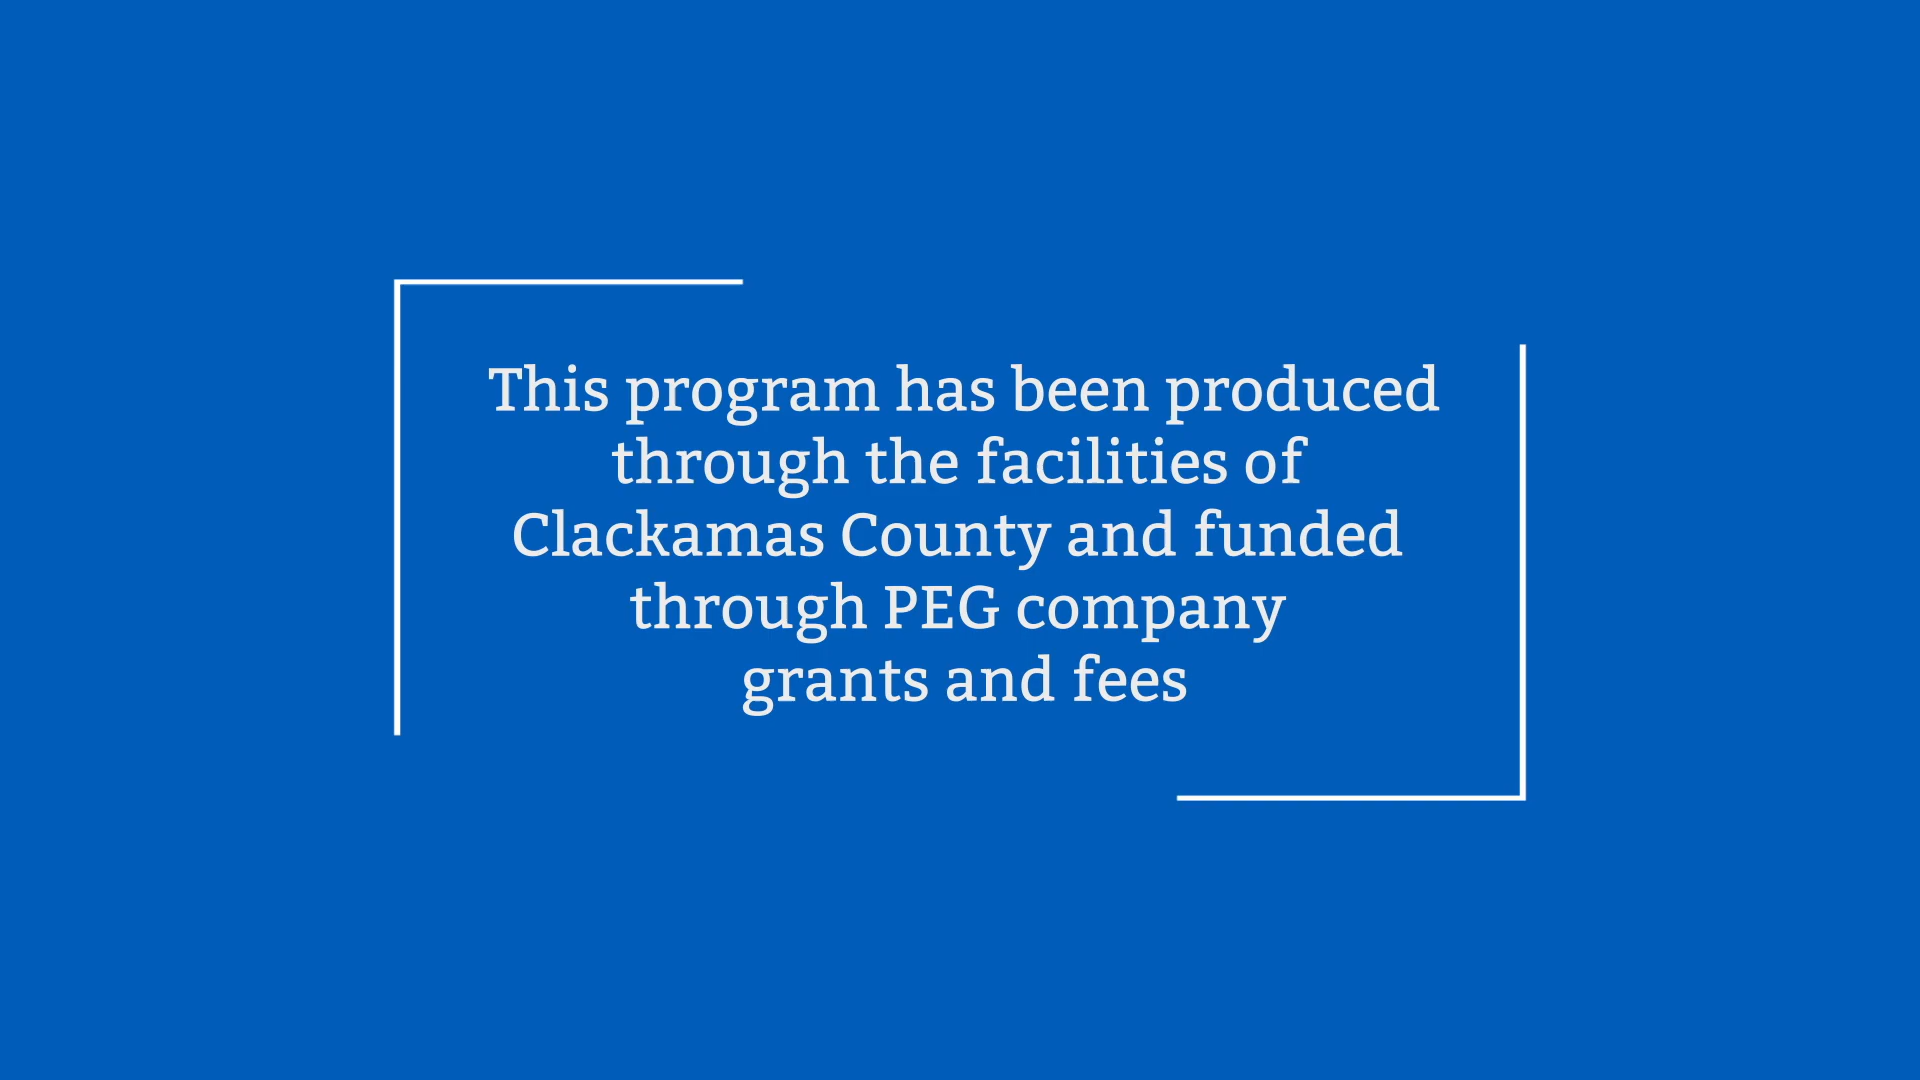 This program has been produced
through the facilities of
Clackamas County and funded
through PEG company
grants and fees